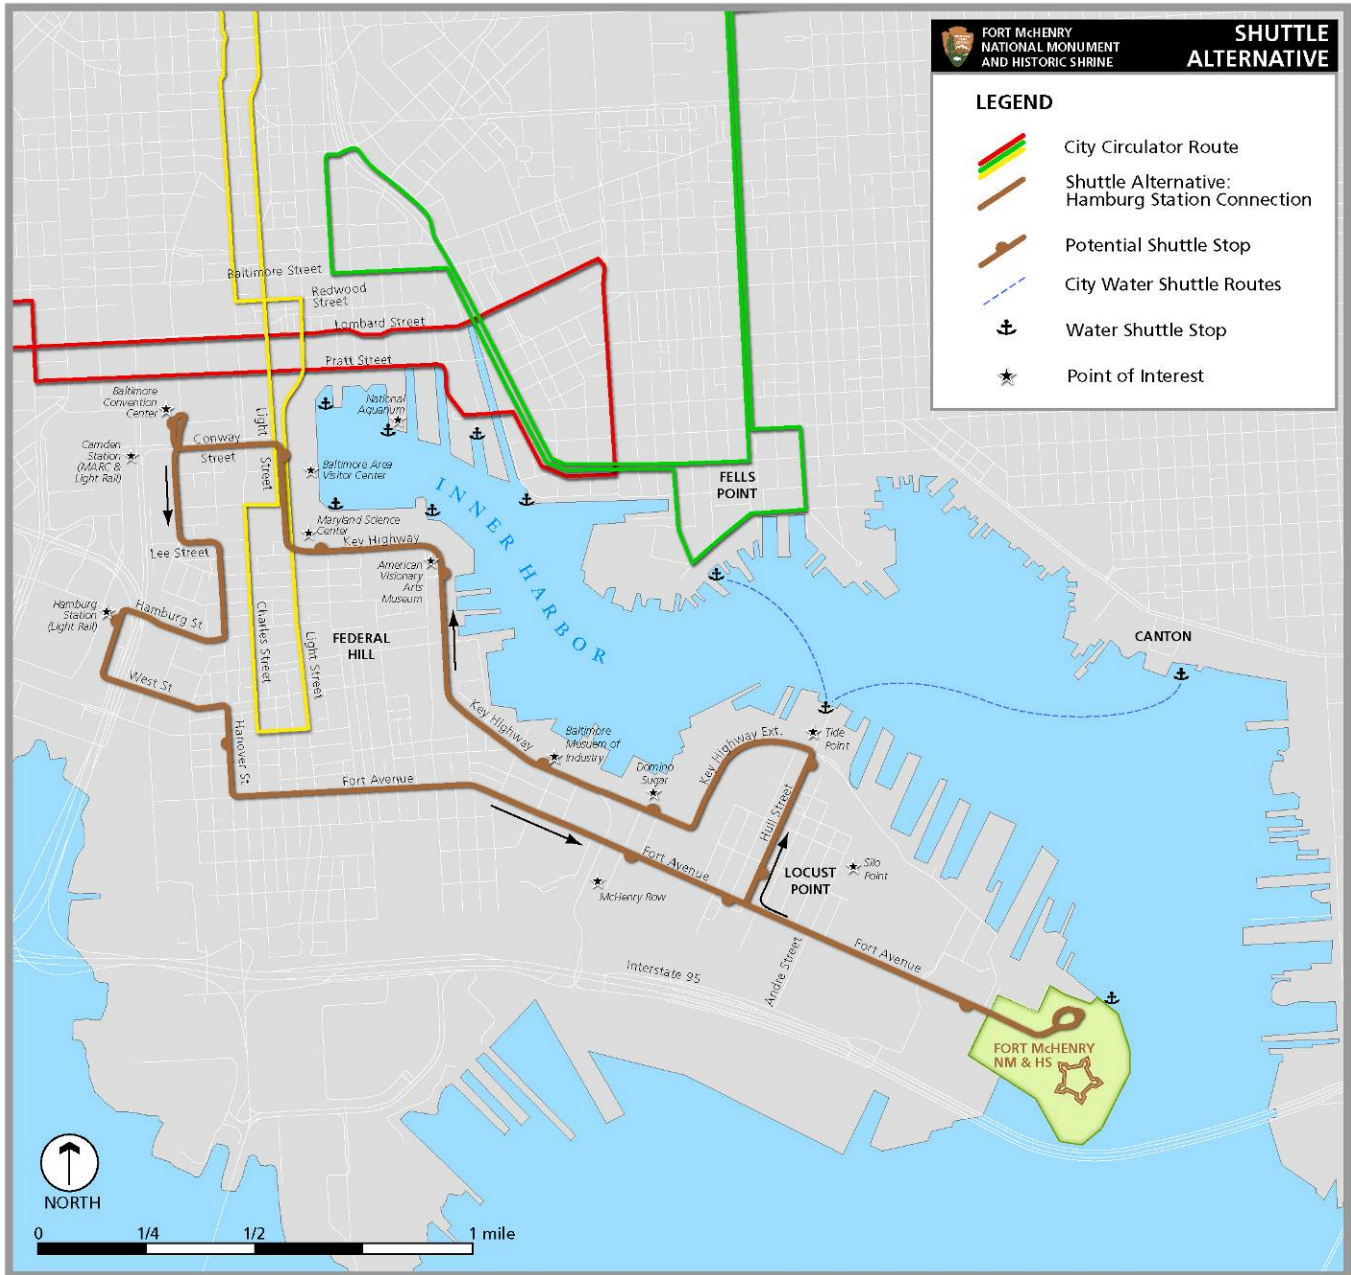 FORT McHENRY
NATIONAL MONUMENT
AND HISTORIC SHRINE
SHUTTLE
ALTERNATIVE
LEGEND
City Circulator Route
Shuttle Alternative:
Hamburg Station Connection
Potential Shuttle Stop
City Water Shuttle Routes
Water Shuttle Stop
Point of Interest
Baltimore Street
Redwood
Street
Lombard Street
Pratt Street
Baltimore
Convention
Center
National
Aquarium
Camden
Station
(MARC &
Light Rail)
Conway
Street
Light Street
Baltimore Area
Visitor Center
INNER HARBOR
FELLS
POINT
Maryland Science
Center
Key Highway
Lee Street
American
Visionary
Arts
Museum
Hamburg
Station
(Light Rail)
Hamburg St
Charles Street
Light Street
FEDERAL
HILL
CANTON
West St
Hanover St
Key Highway
Baltimore
Musuem of
Industry
Key Highway Ext.
Tide
Point
Domino
Sugar
Fort Avenue
Hull Street
Fort Avenue
LOCUST
POINT
Silo
Point
McHenry Row
Fort Avenue
Andre Street
Interstate 95
FORT McHENRY
NM & HS
NORTH
0 1/4 1/2 1 mile